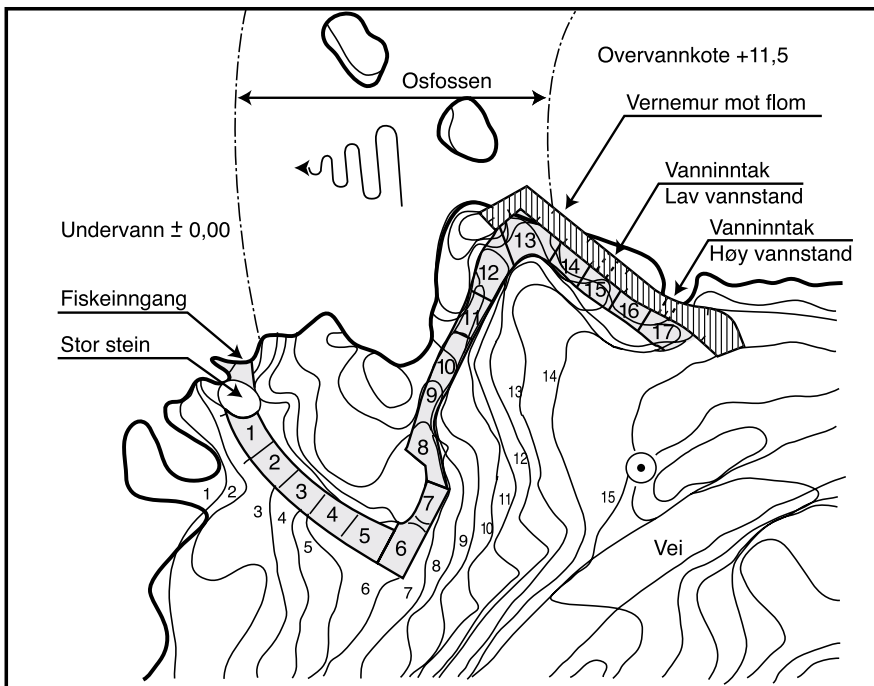 Overvannkote +11,5
Osfossen
Vernemur mot flom
Vanninntak
Lav vannstand
Vanninntak
Høy vannstand
Undervann ± 0,00
Fiskeinngang
Stor stein
13
12
14
15
11
16
17
10
9
8
7
1
2
3
4
5
6
13
14
12
11
10
9
8
7
6
15
1
2
3
4
5
Vei